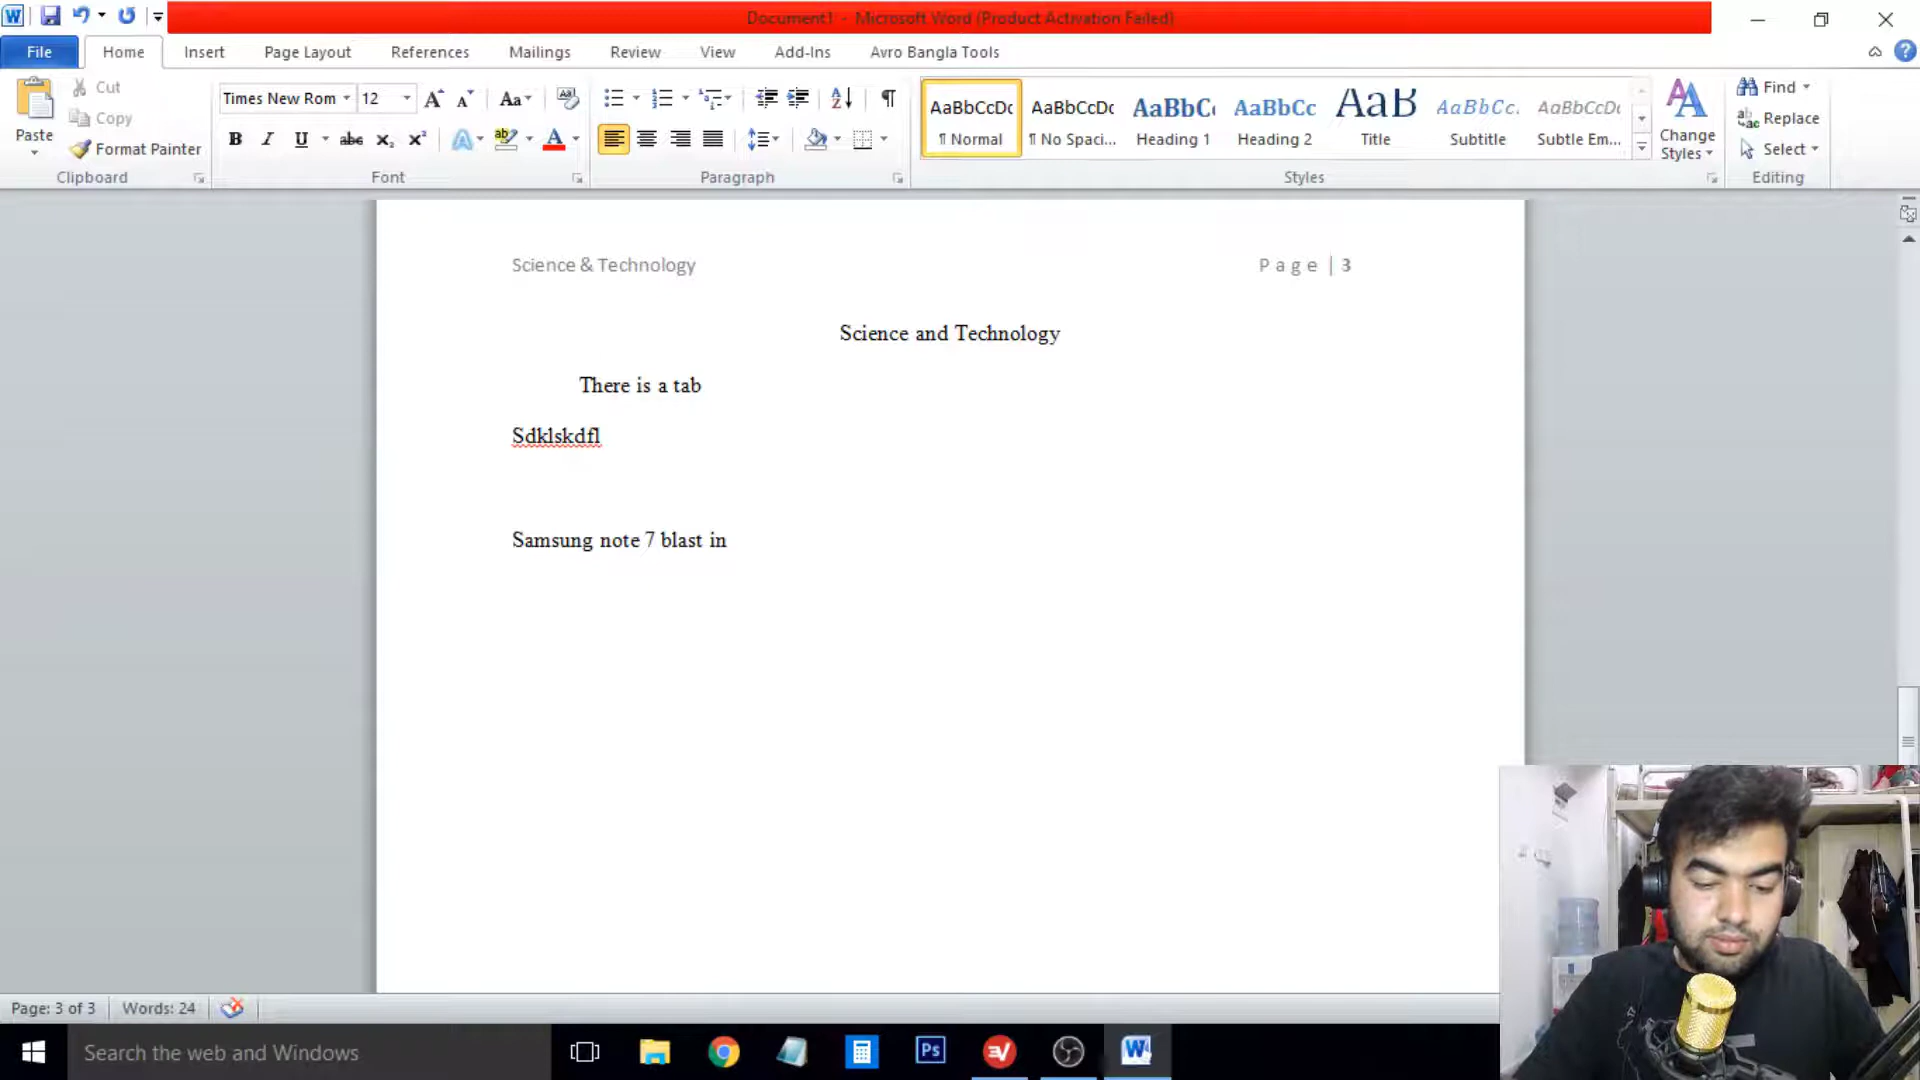 Document1 - Microsoft Word (Product Activation Failed)
File Home Insert Page Layout References Mailings Review View Add-Ins Avro Bangla Tools
Paste
Cut
Copy
Format Painter
Clipboard
Times New Rom 12
Font
Paragraph
AaBbCcDc AaBbCcDc AaBbC AaBbCc AaB AaBbCc. AaBbCcDc
¶ Normal ¶ No Spaci... Heading 1 Heading 2 Title Subtitle Subtle Em...
Styles
Change Styles
Find
Replace
Select
Editing
Science & Technology Page | 3
Science and Technology
There is a tab
Sdklskdfl
Samsung note 7 blast in
Page: 3 of 3 Words: 24
Search the web and Windows
Ps